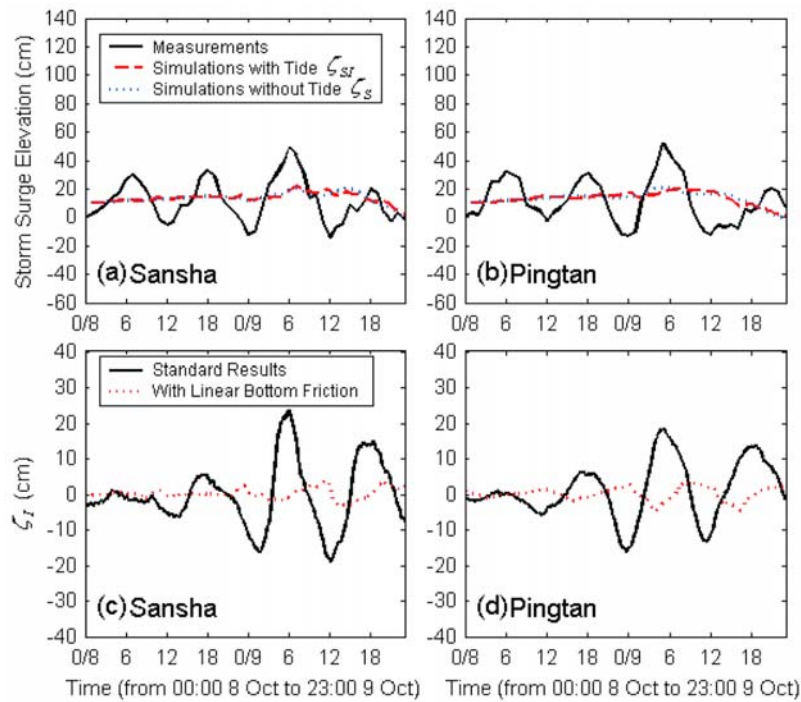 Storm Surge Elevation (cm)
140
120
100
80
60
40
20
0
-20
-40
-60
Measurements
Simulations with Tide ζSI
Simulations without Tide ζS
(a) Sansha
0/8 6 12 18 0/9 6 12 18
140
120
100
80
60
40
20
0
-20
-40
-60
(b) Pingtan
0/8 6 12 18 0/9 6 12 18
ζI (cm)
40
30
20
10
0
-10
-20
-30
-40
Standard Results
With Linear Bottom Friction
(c) Sansha
0/8 6 12 18 0/9 6 12 18
Time (from 00:00 8 Oct to 23:00 9 Oct)
40
30
20
10
0
-10
-20
-30
-40
(d) Pingtan
0/8 6 12 18 0/9 6 12 18
Time (from 00:00 8 Oct to 23:00 9 Oct)